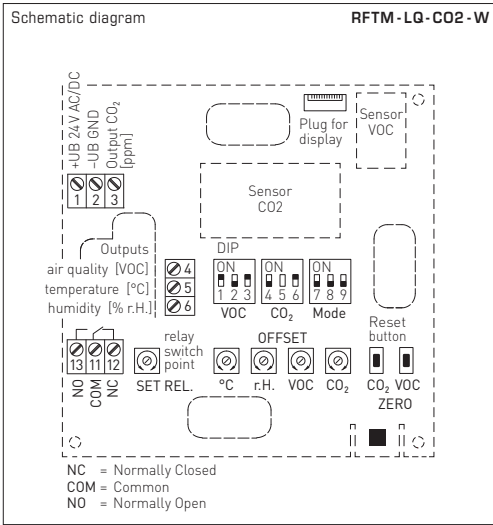 Schematic diagram RFTM-LQ-CO2-W
+UB 24 V AC/DC
–UB GND
Output CO₂
[ppm]
Plug for
display
Sensor
VOC
1 2 3
Sensor
CO2
Outputs
air quality [VOC] 4
temperature [°C] 5
humidity [% r.H.] 6
DIP
ON ON ON
1 2 3 4 5 6 7 8 9
VOC CO₂ Mode
13 11 12
NO
COM
NC
relay
switch
point
SET REL.
OFFSET
°C r.H. VOC CO₂
Reset
button
CO₂ VOC
ZERO
NC = Normally Closed
COM = Common
NO = Normally Open